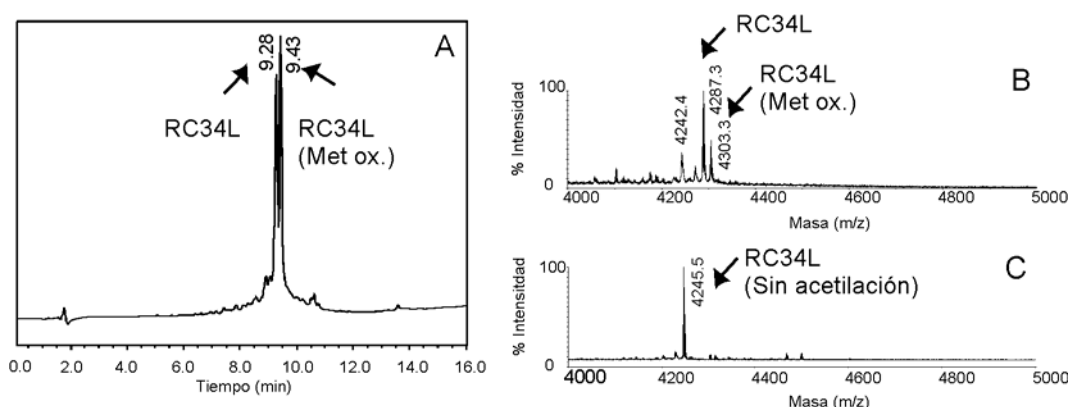 A
9.28
9.43
RC34L
RC34L
(Met ox.)
0.0
2.0
4.0
6.0
8.0
10.0
12.0
14.0
16.0
Tiempo (min)
B
RC34L
RC34L
(Met ox.)
100
% Intensidad
0
4242.4
4287.3
4303.3
4000
4200
4400
4600
4800
5000
Masa (m/z)
C
RC34L
(Sin acetilación)
100
% Intensitdad
0
4245.5
4000
4200
4400
4600
4800
5000
Masa (m/z)